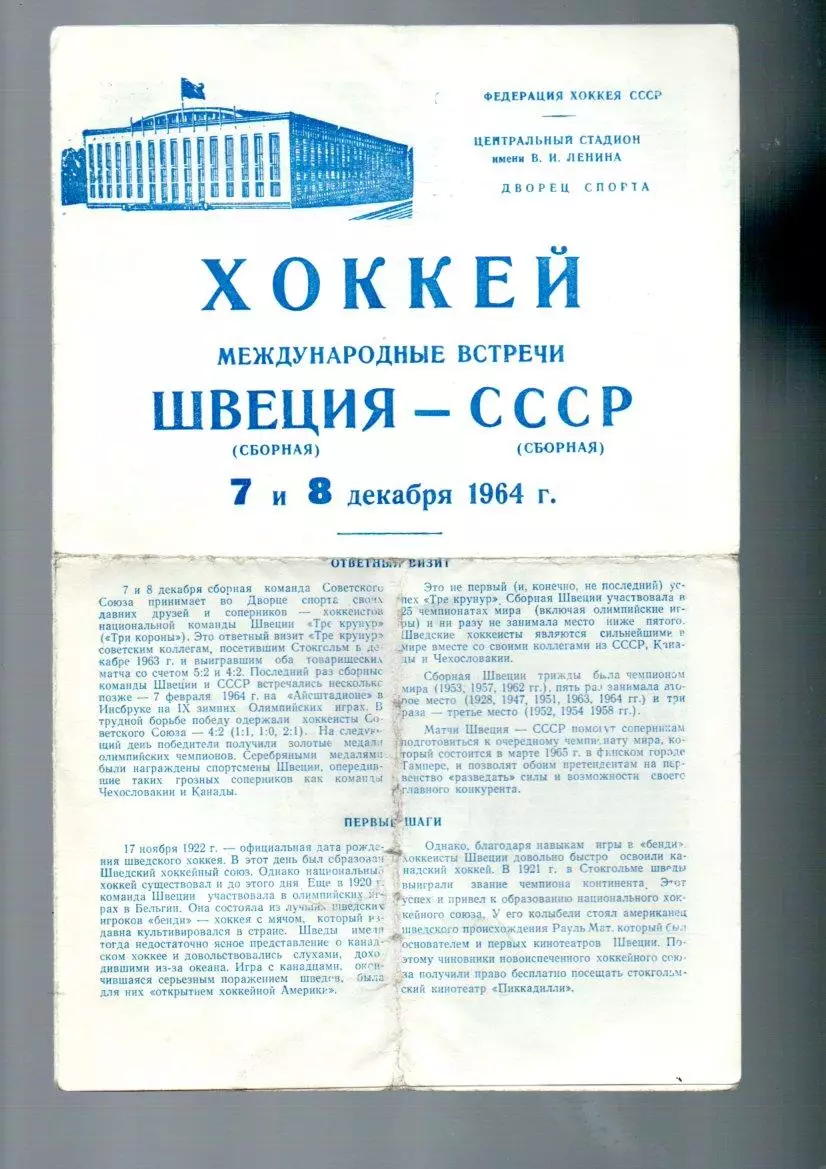 ФЕДЕРАЦИЯ ХОККЕЯ СССР
ЦЕНТРАЛЬНЫЙ СТАДИОН
имени В. И. ЛЕНИНА
ДВОРЕЦ СПОРТА
ХОККЕЙ
МЕЖДУНАРОДНЫЕ ВСТРЕЧИ
ШВЕЦИЯ — СССР
(СБОРНАЯ) (СБОРНАЯ)
7 и 8 декабря 1964 г.
ОТВЕТНЫЙ ВИЗИТ
7 и 8 декабря сборная команда Советского
Союза принимает во Дворце спорта своих
давних друзей и соперников — хоккеистов
национальной команды Швеции «Тре крунур»
(«Три короны»). Это ответный визит «Тре крунур»
советским коллегам, посетившим Стокгольм в де-
кабре 1963 г. и выигравшим оба товарищеских
матча со счетом 5:2 и 4:2. Последний раз сборные
команды Швеции и СССР встречались несколько
позже — 7 февраля 1964 г. на «Айсштадионе» в
Инсбруке на IX зимних Олимпийских играх. В
трудной борьбе победу одержали хоккеисты Со-
ветского Союза — 4:2 (1:1, 1:0, 2:1). На следую-
щий день победители получили золотые медали
олимпийских чемпионов. Серебряными медалями
были награждены спортсмены Швеции, опередив-
шие таких грозных соперников как команды
Чехословакии и Канады.
Это не первый (и, конечно, не последний) ус-
пех «Тре крунур». Сборная Швеции участвовала в
25 чемпионатах мира (включая олимпийские иг-
ры) и ни разу не занимала место ниже пятого.
Шведские хоккеисты являются сильнейшими в
мире вместе со своими коллегами из СССР, Кана-
ды и Чехословакии.
Сборная Швеции трижды была чемпионом
мира (1953, 1957, 1962 гг.), пять раз занимала вто-
рое место (1928, 1947, 1951, 1963, 1964 гг.) и три
раза — третье место (1952, 1954 1958 гг.).
Матчи Швеция — СССР помогут соперникам
подготовиться к очередному чемпионату мира, ко-
торый состоится в марте 1965 г. в финском городе
Тампере, и позволят обоим претендентам на пер-
венство «разведать» силы и возможности своего
главного конкурента.
ПЕРВЫЕ ШАГИ
17 ноября 1922 г. — официальная дата рожде-
ния шведского хоккея. В этот день был образован
Шведский хоккейный союз. Однако национальный
хоккей существовал и до этого дня Еще в 1920 г.
команда Швеции участвовала в олимпийских иг-
рах в Бельгии. Она состояла из лучших шведских
игроков «бенди» — хоккея с мячом, который из-
давна культивировался в стране. Шведы имели
тогда недостаточно ясное представление о канад-
ском хоккее и довольствовались слухами, дохо-
дившими из-за океана. Игра с канадцами, окон-
чившаяся серьезным поражением шведов, была
для них «открытием хоккейной Америки».
Однако, благодаря навыкам игры в «бенди»
хоккеисты Швеции довольно быстро освоили ка-
надский хоккей. В 1921 г. в Стокгольме шведы
выиграли звание чемпиона континента. Этот
успех и привел к образованию национального хок-
кейного союза. У его колыбели стоял американец
шведского происхождения Рауль Мат. который был
основателем и первых кинотеатров Швеции. По-
этому чиновники новоиспеченного хоккейного сою-
за получили право бесплатно посещать стокголь-
мский кинотеатр «Пиккадилли».